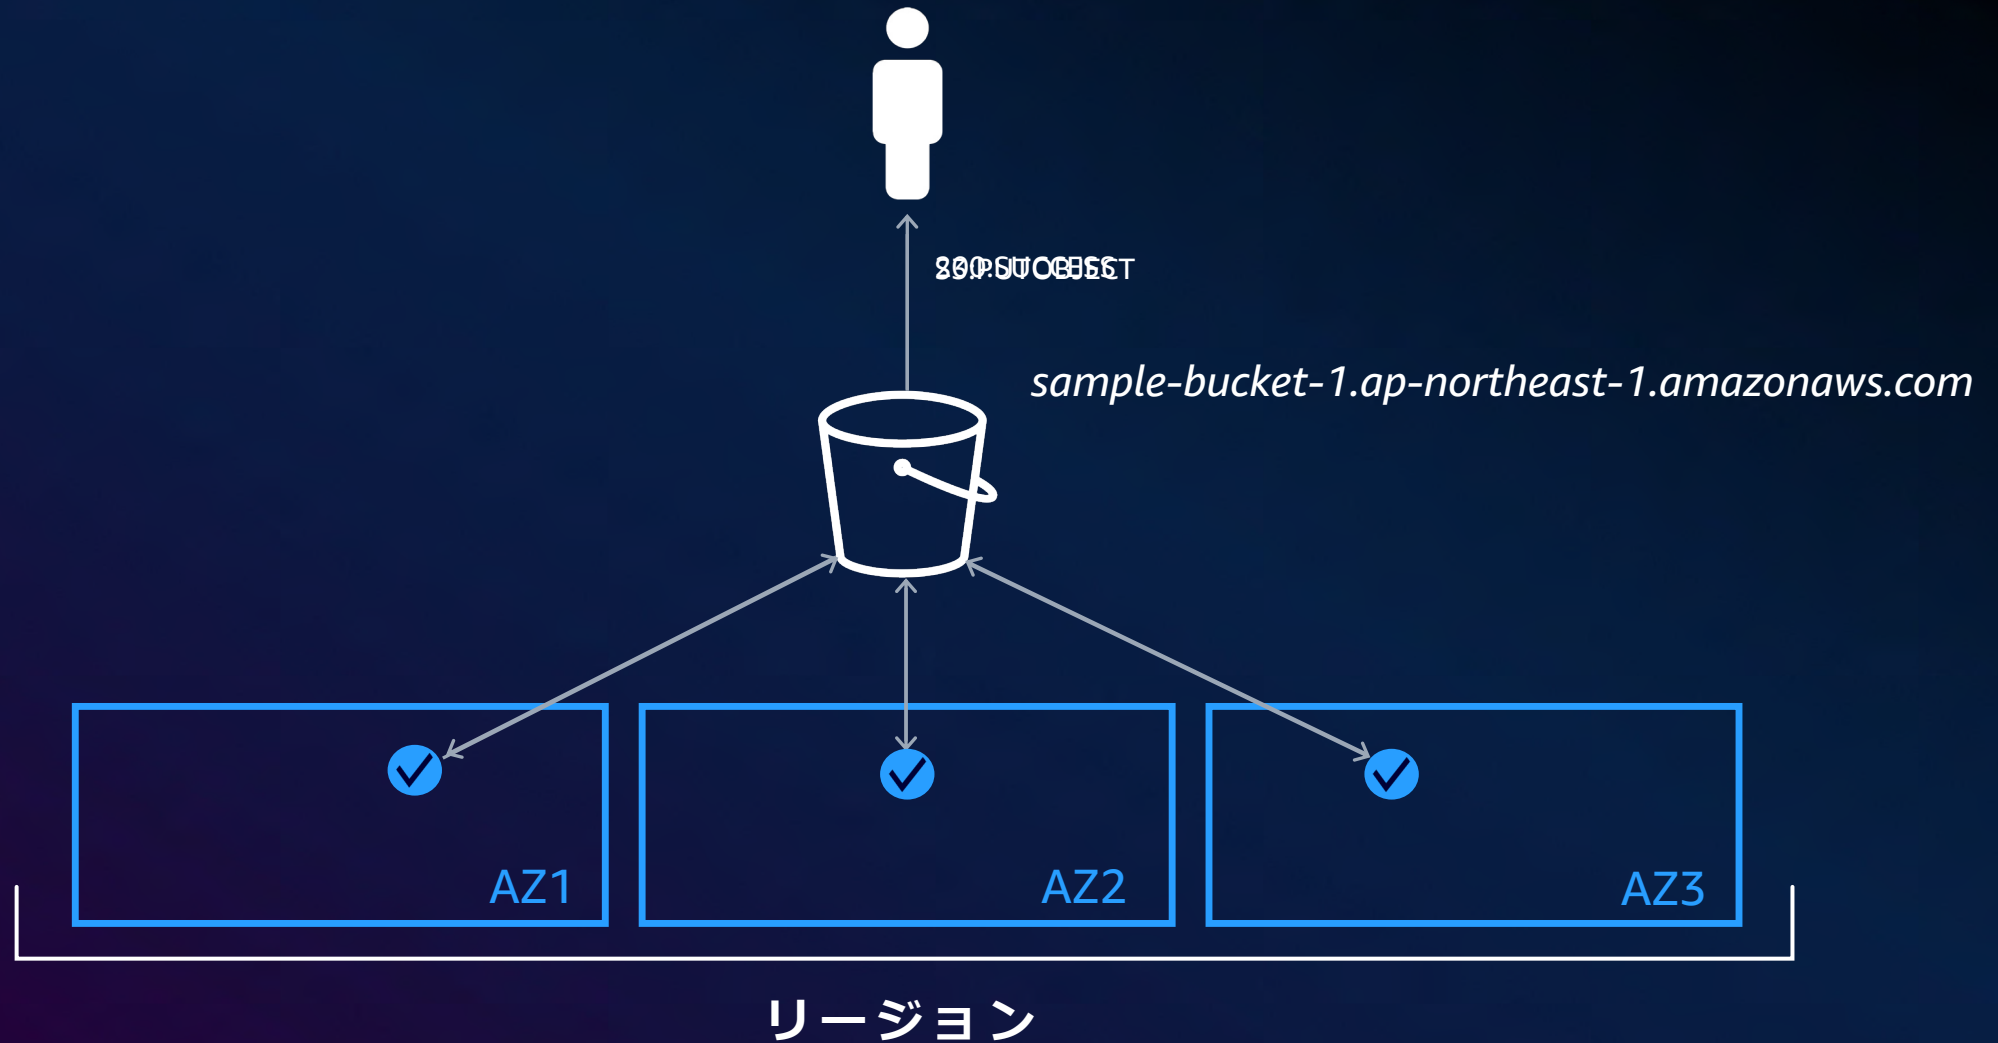 sample-bucket-1.ap-northeast-1.amazonaws.com
AZ1
AZ2
AZ3
リージョン